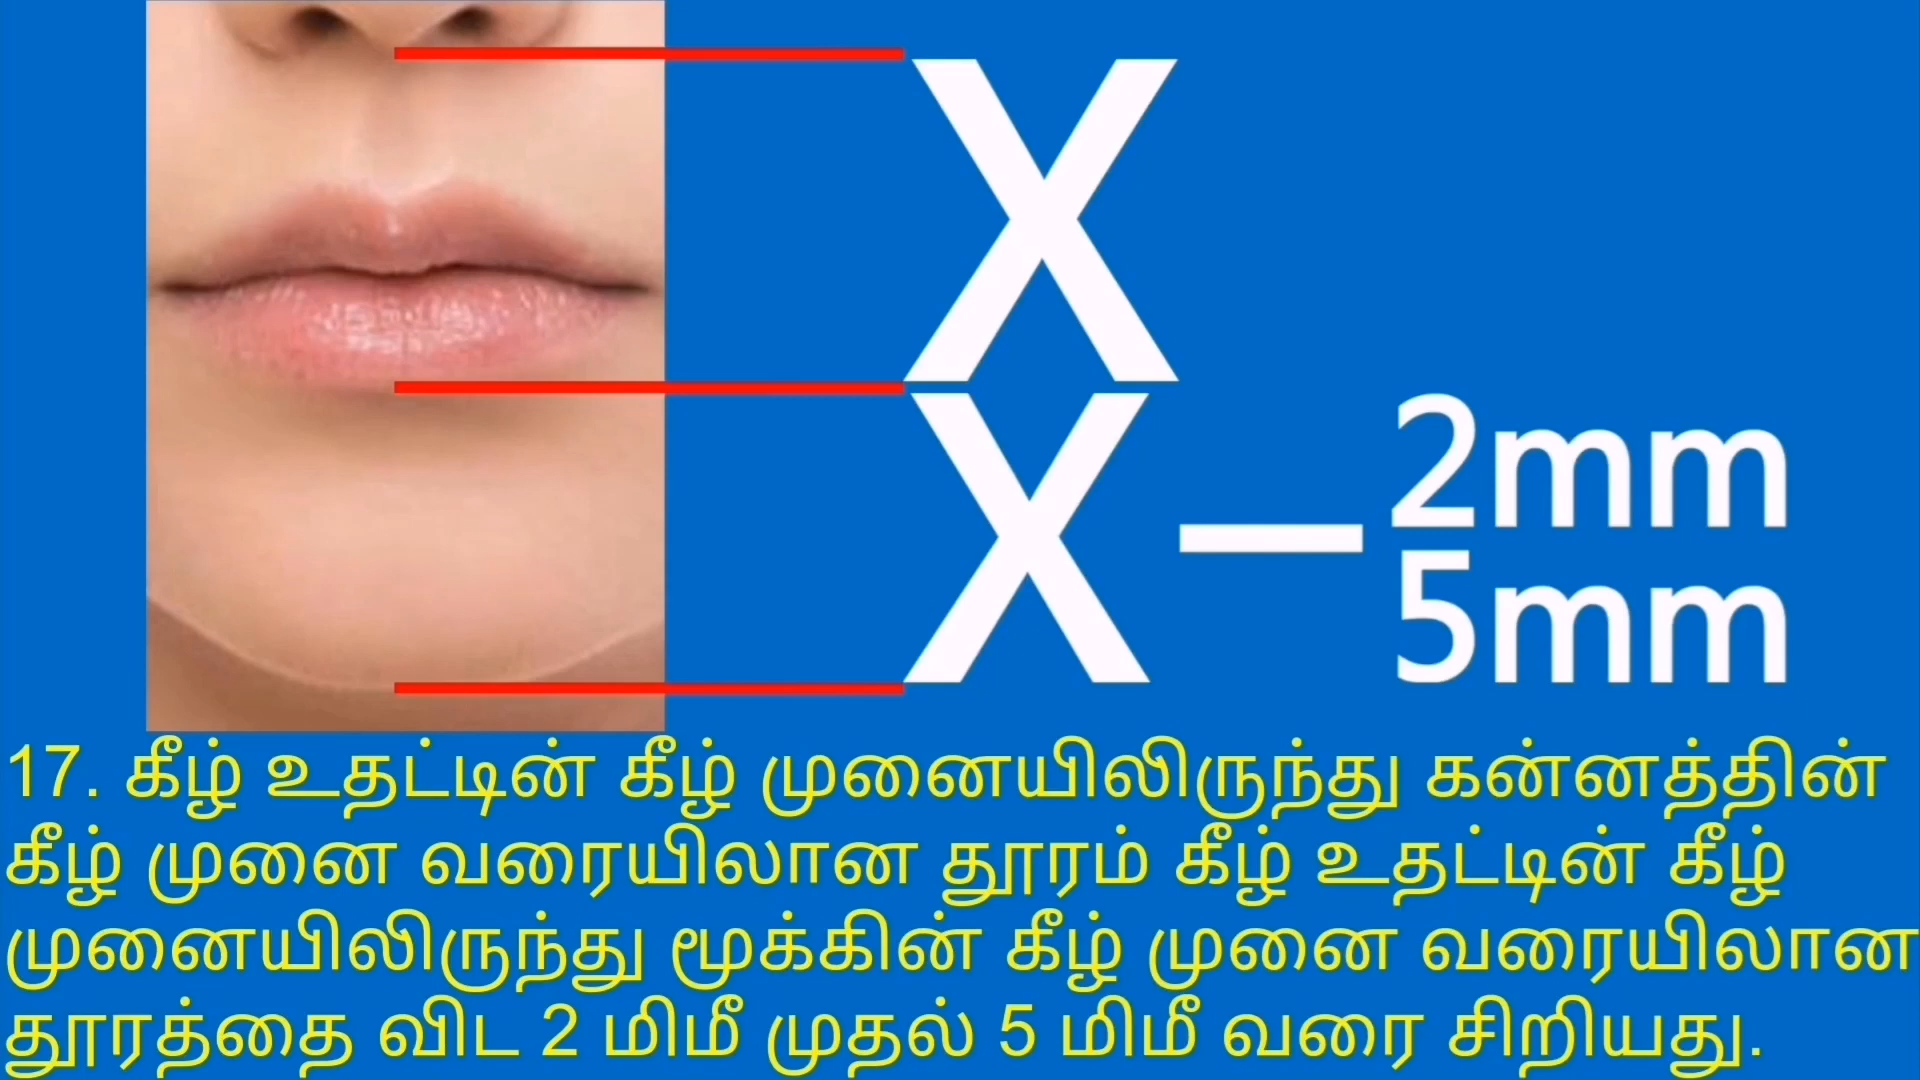 X
X — 2mm
5mm
17. கீழ் உதட்டின் கீழ் முனையிலிருந்து கன்னத்தின்
கீழ் முனை வரையிலான தூரம் கீழ் உதட்டின் கீழ்
முனையிலிருந்து மூக்கின் கீழ் முனை வரையிலான
தூரத்தை விட 2 மிமீ முதல் 5 மிமீ வரை சிறியது.